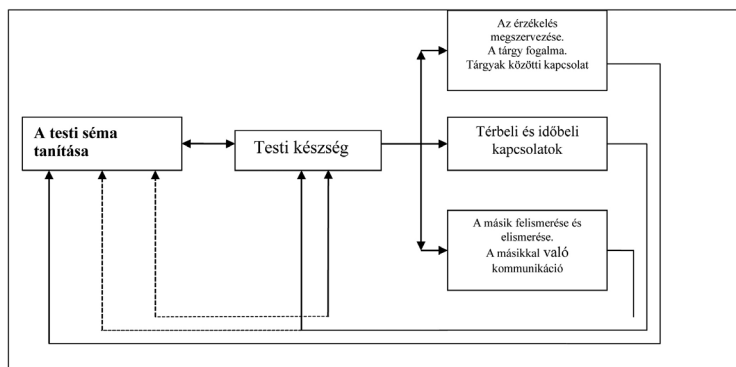 Az érzékelés
megszervezése.
A tárgy fogalma.
Tárgyak közötti kapcsolat
A testi séma
tanítása
Testi készség
Térbeli és időbeli
kapcsolatok
A másik felismerése és
elismerése.
A másikkal való
kommunikáció